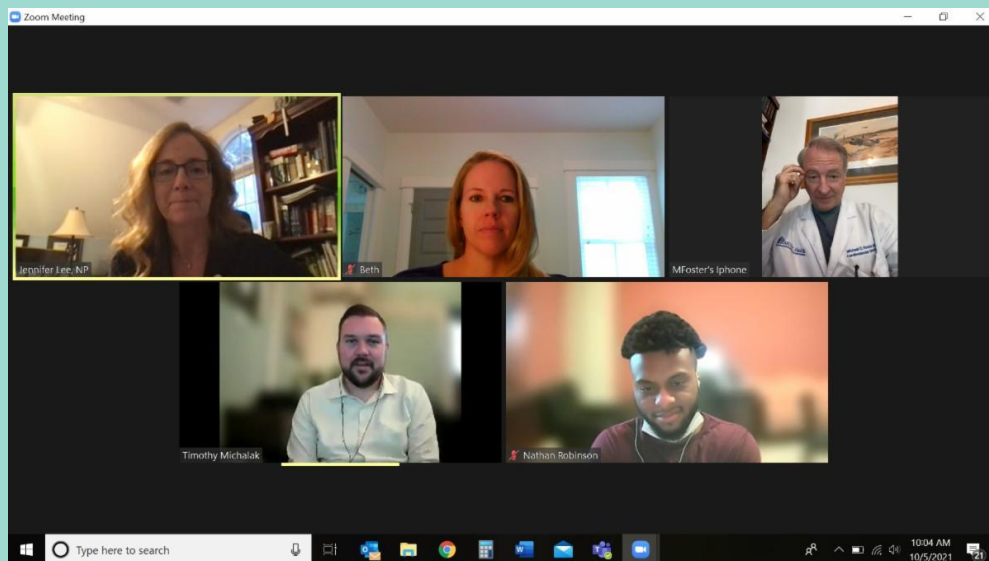 Zoom Meeting
Jennifer Lee, NP
Beth
MFoster's Iphone
Timothy Michalak
Nathan Robinson
Type here to search
10:04 AM
10/5/2021
21